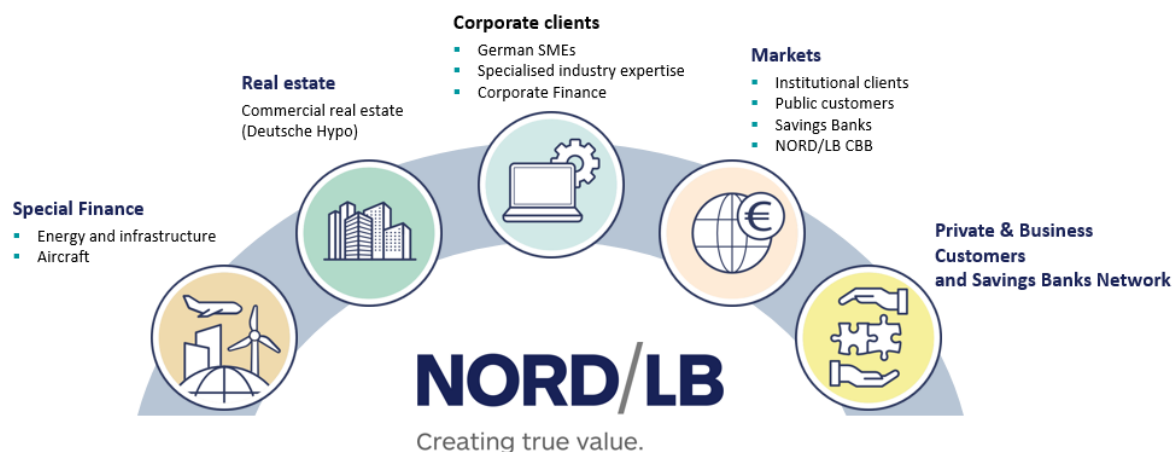 Corporate clients
German SMEs
Specialised industry expertise
Corporate Finance
Markets
Institutional clients
Public customers
Savings Banks
NORD/LB CBB
Real estate
Commercial real estate
(Deutsche Hypo)
Special Finance
Energy and infrastructure
Aircraft
Private & Business
Customers
and Savings Banks Network
€
NORD/LB
Creating true value.